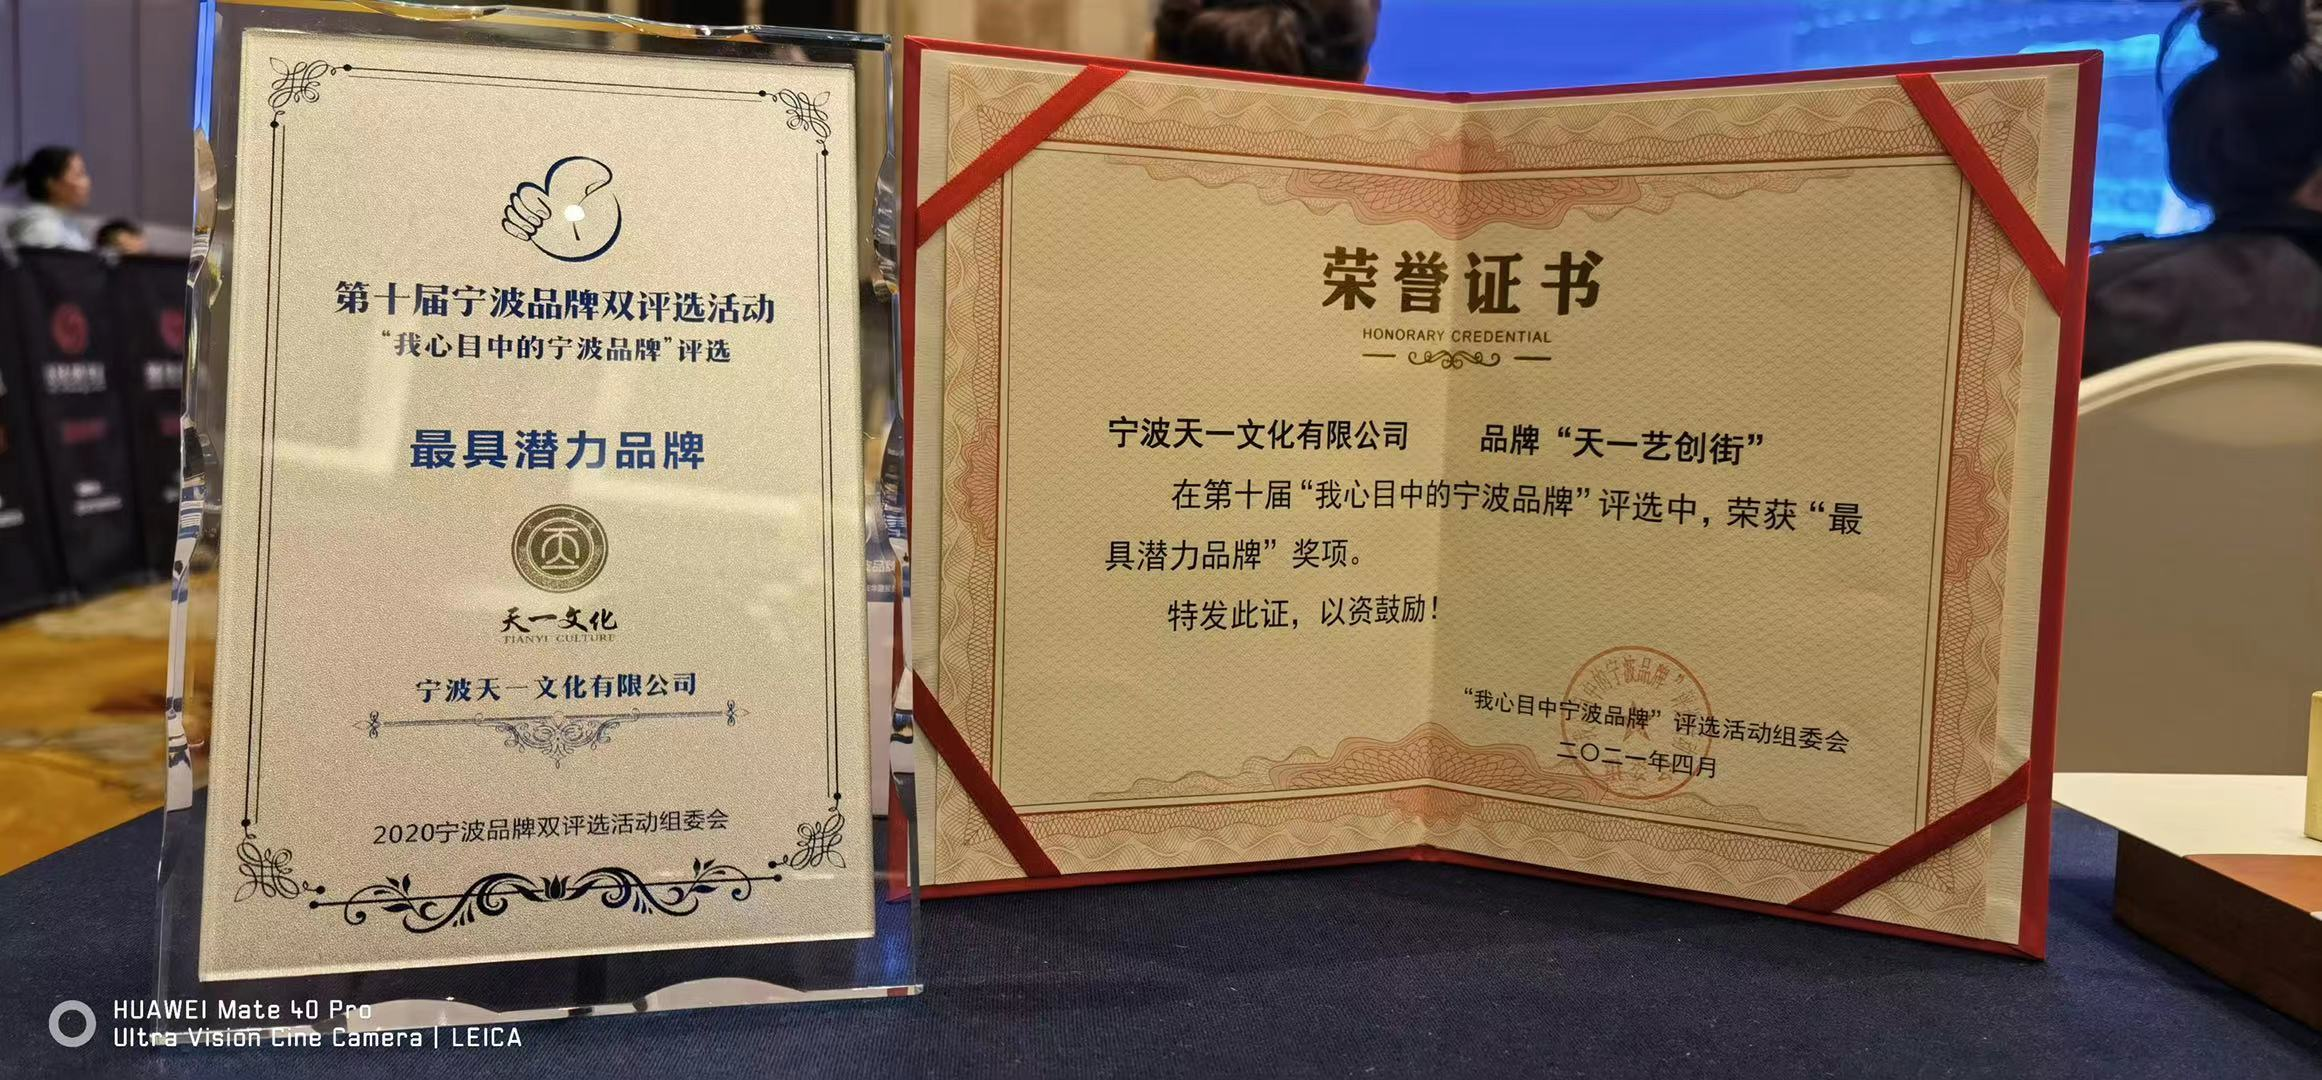 第十届宁波品牌双评选活动
“我心目中的宁波品牌”评选
最具潜力品牌
天一文化
TIANYI CULTURE
宁波天一文化有限公司
2020宁波品牌双评选活动组委会
荣誉证书
HONORARY CREDENTIAL
宁波天一文化有限公司 品牌“天一艺创街”
在第十届“我心目中的宁波品牌”评选中，荣获“最
具潜力品牌”奖项。
特发此证，以资鼓励！
“我心目中宁波品牌”评选活动组委会
二〇二一年四月
HUAWEI Mate 40 Pro
Ultra Vision Cine Camera | LEICA